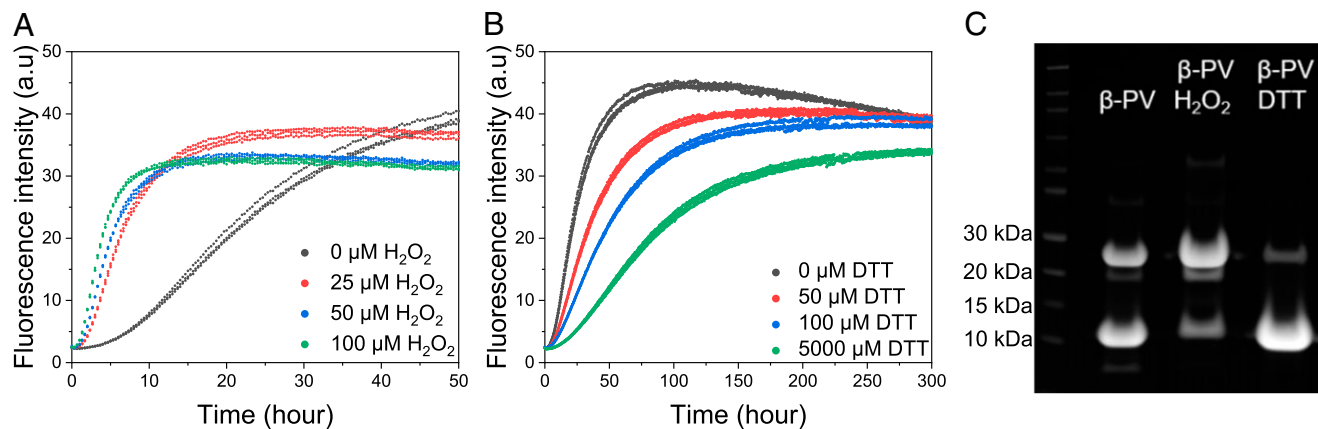 A
Fluorescence intensity (a.u)
50
40
30
20
10
0
0 10 20 30 40 50
Time (hour)
0 µM H₂O₂
25 µM H₂O₂
50 µM H₂O₂
100 µM H₂O₂
B
Fluorescence intensity (a.u)
50
40
30
20
10
0
0 50 100 150 200 250 300
Time (hour)
0 µM DTT
50 µM DTT
100 µM DTT
5000 µM DTT
C
β-PV
β-PV
H₂O₂
β-PV
DTT
30 kDa
20 kDa
15 kDa
10 kDa